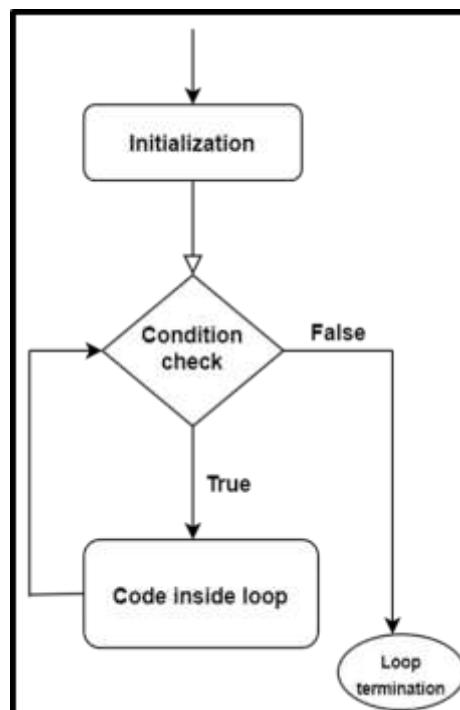 Initialization
Condition
check
False
True
Code inside loop
Loop
termination